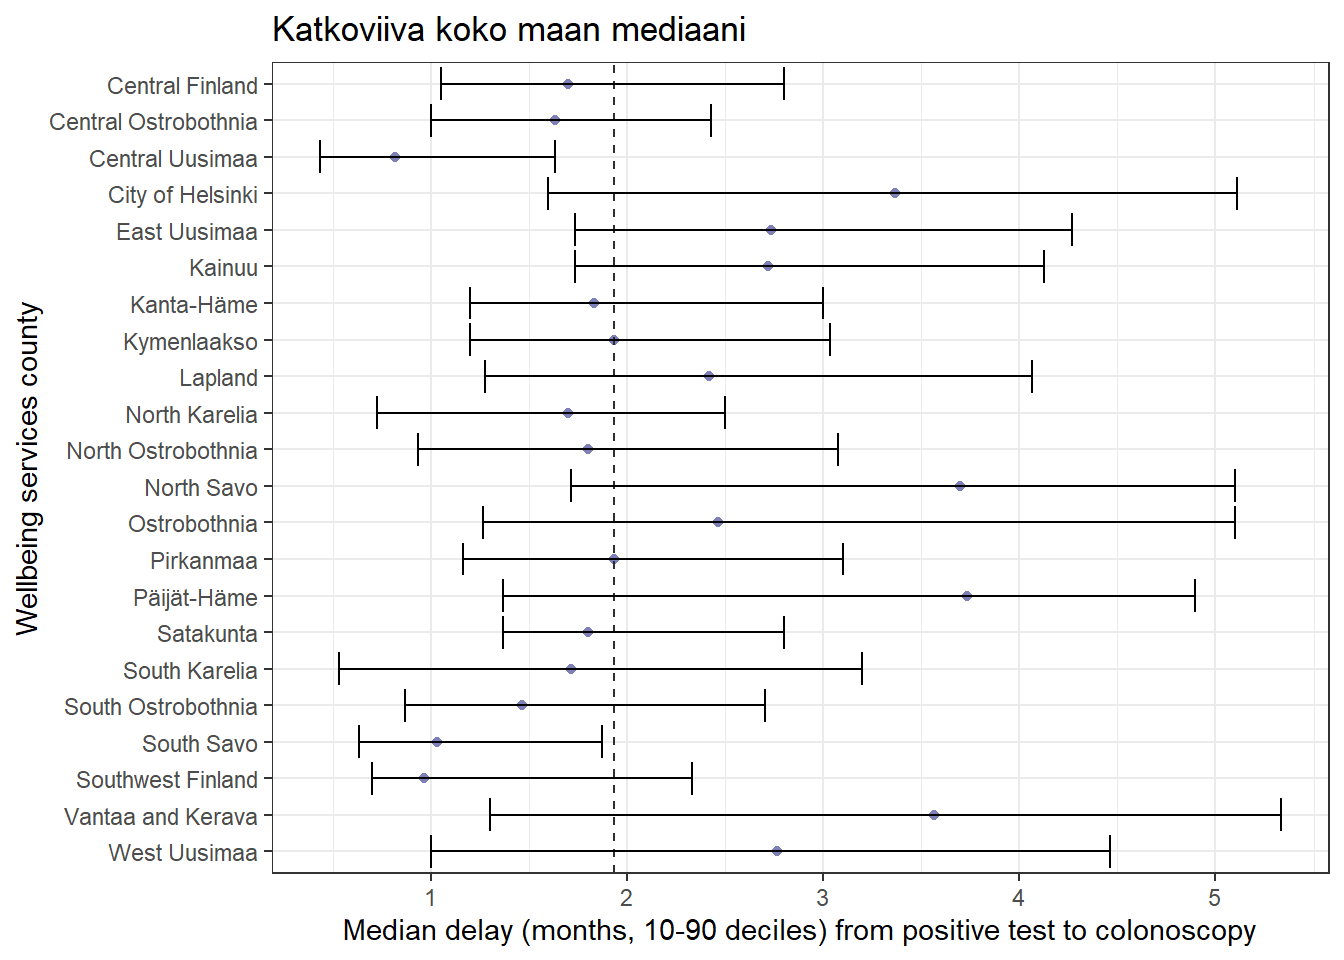 Katkoviiva koko maan mediaani
Wellbeing services county
Central Finland
Central Ostrobothnia
Central Uusimaa
City of Helsinki
East Uusimaa
Kainuu
Kanta-Häme
Kymenlaakso
Lapland
North Karelia
North Ostrobothnia
North Savo
Ostrobothnia
Pirkanmaa
Päijät-Häme
Satakunta
South Karelia
South Ostrobothnia
South Savo
Southwest Finland
Vantaa and Kerava
West Uusimaa
1 2 3 4 5
Median delay (months, 10-90 deciles) from positive test to colonoscopy